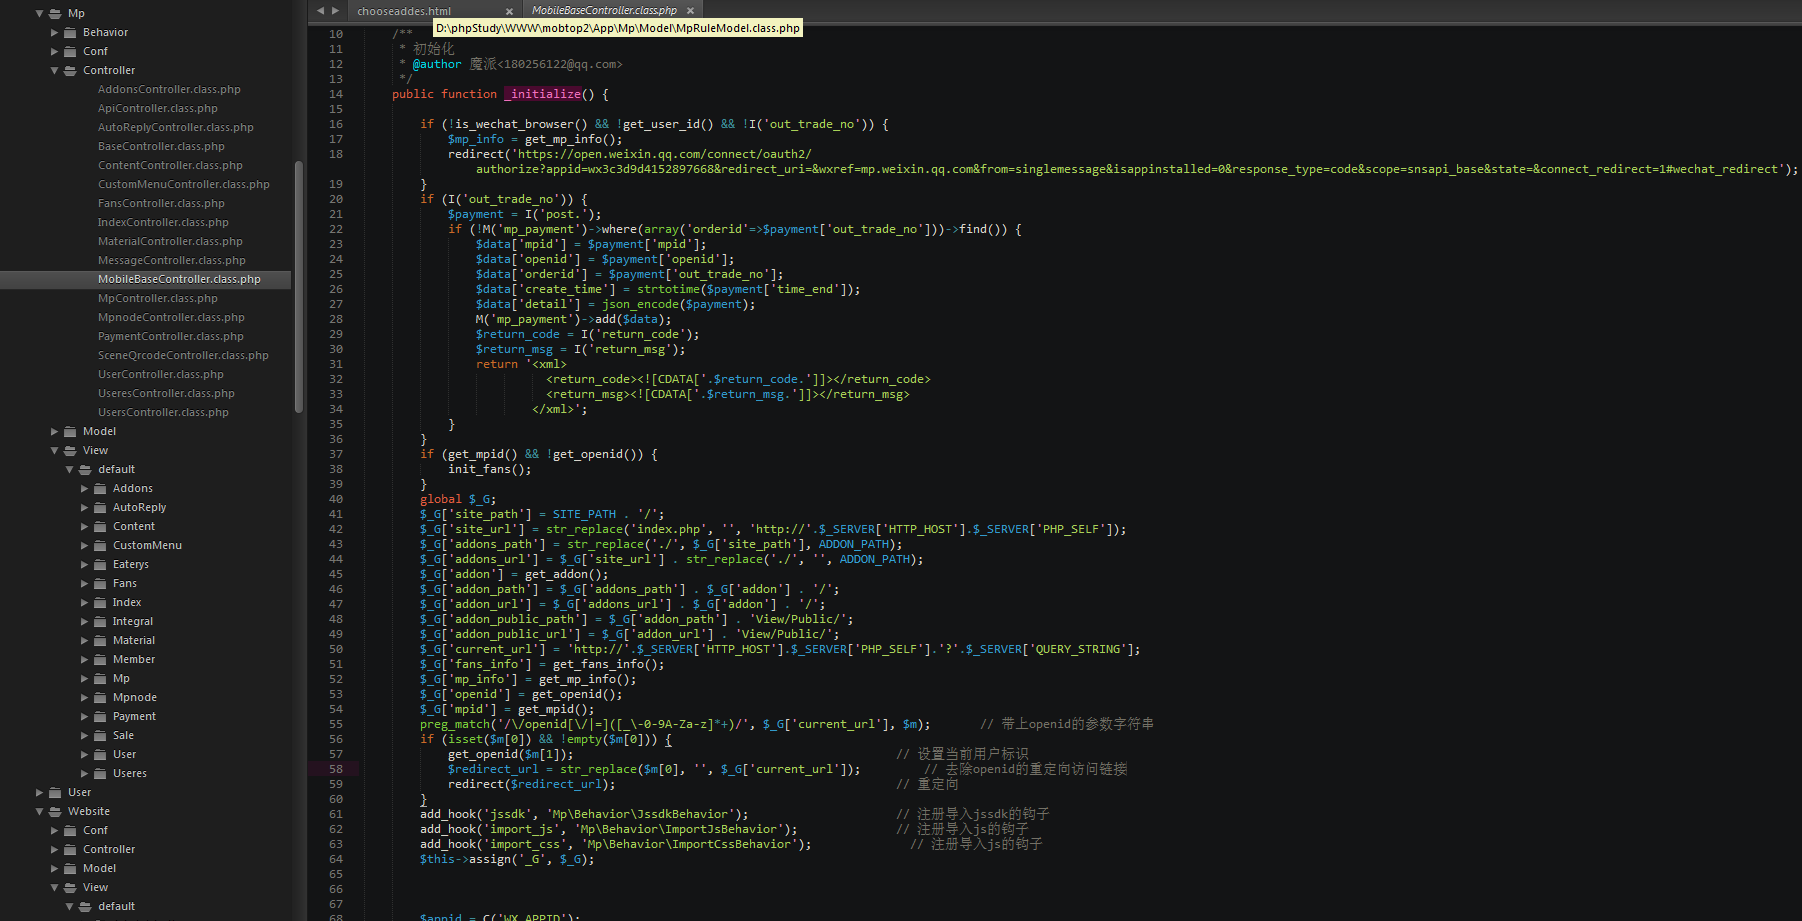 Mp
Behavior
Conf
Controller
AddonsController.class.php
ApiController.class.php
AutoReplyController.class.php
BaseController.class.php
ContentController.class.php
CustomMenuController.class.php
FansController.class.php
IndexController.class.php
MaterialController.class.php
MessageController.class.php
MobileBaseController.class.php
MpController.class.php
MpnodeController.class.php
PaymentController.class.php
SceneQrcodeController.class.php
UserController.class.php
UseresController.class.php
UsersController.class.php
Model
View
default
Addons
AutoReply
Content
CustomMenu
Eaterys
Fans
Index
Integral
Material
Member
Mp
Mpnode
Payment
Sale
User
Useres
User
Website
Conf
Controller
Model
View
default
chooseaddes.html
MobileBaseController.class.php
D:\phpStudy\WWW\mobtop2\App\Mp\Model\MpRuleModel.class.php
10 /**
11 * 初始化
12 * @author 魔派<180256122@qq.com>
13 */
14 public function _initialize() {
15
16 if (!is_wechat_browser() && !get_user_id() && !I('out_trade_no')) {
17 $mp_info = get_mp_info();
18 redirect('https://open.weixin.qq.com/connect/oauth2/
authorize?appid=wx3c3d9d4152897668&redirect_uri=&wxref=mp.weixin.qq.com&from=singlemessage&isappinstalled=0&response_type=code&scope=snsapi_base&state=&connect_redirect=1#wechat_redirect');
19 }
20 if (I('out_trade_no')) {
21 $payment = I('post.');
22 if (!M('mp_payment')->where(array('orderid'=>$payment['out_trade_no']))->find()) {
23 $data['mpid'] = $payment['mpid'];
24 $data['openid'] = $payment['openid'];
25 $data['orderid'] = $payment['out_trade_no'];
26 $data['create_time'] = strtotime($payment['time_end']);
27 $data['detail'] = json_encode($payment);
28 M('mp_payment')->add($data);
29 $return_code = I('return_code');
30 $return_msg = I('return_msg');
31 return '<xml>
32 <return_code><![CDATA['.$return_code.']]></return_code>
33 <return_msg><![CDATA['.$return_msg.']]></return_msg>
34 </xml>';
35 }
36 }
37 if (get_mpid() && !get_openid()) {
38 init_fans();
39 }
40 global $_G;
41 $_G['site_path'] = SITE_PATH . '/';
42 $_G['site_url'] = str_replace('index.php', '', 'http://'.$_SERVER['HTTP_HOST'].$_SERVER['PHP_SELF']);
43 $_G['addons_path'] = str_replace('./', $_G['site_path'], ADDON_PATH);
44 $_G['addons_url'] = $_G['site_url'] . str_replace('./', '', ADDON_PATH);
45 $_G['addon'] = get_addon();
46 $_G['addon_path'] = $_G['addons_path'] . $_G['addon'] . '/';
47 $_G['addon_url'] = $_G['addons_url'] . $_G['addon'] . '/';
48 $_G['addon_public_path'] = $_G['addon_path'] . 'View/Public/';
49 $_G['addon_public_url'] = $_G['addon_url'] . 'View/Public/';
50 $_G['current_url'] = 'http://'.$_SERVER['HTTP_HOST'].$_SERVER['PHP_SELF'].'?'.$_SERVER['QUERY_STRING'];
51 $_G['fans_info'] = get_fans_info();
52 $_G['mp_info'] = get_mp_info();
53 $_G['openid'] = get_openid();
54 $_G['mpid'] = get_mpid();
55 preg_match('/\/openid[\/|=]([_\-0-9A-Za-z]*+)/', $_G['current_url'], $m); // 带上openid的参数字符串
56 if (isset($m[0]) && !empty($m[0])) {
57 get_openid($m[1]); // 设置当前用户标识
58 $redirect_url = str_replace($m[0], '', $_G['current_url']); // 去除openid的重定向访问链接
59 redirect($redirect_url); // 重定向
60 }
61 add_hook('jssdk', 'Mp\Behavior\JssdkBehavior'); // 注册导入jssdk的钩子
62 add_hook('import_js', 'Mp\Behavior\ImportJsBehavior'); // 注册导入js的钩子
63 add_hook('import_css', 'Mp\Behavior\ImportCssBehavior'); // 注册导入js的钩子
64 $this->assign('_G', $_G);
65
66
67
68 $appid = C('WX_APPID');